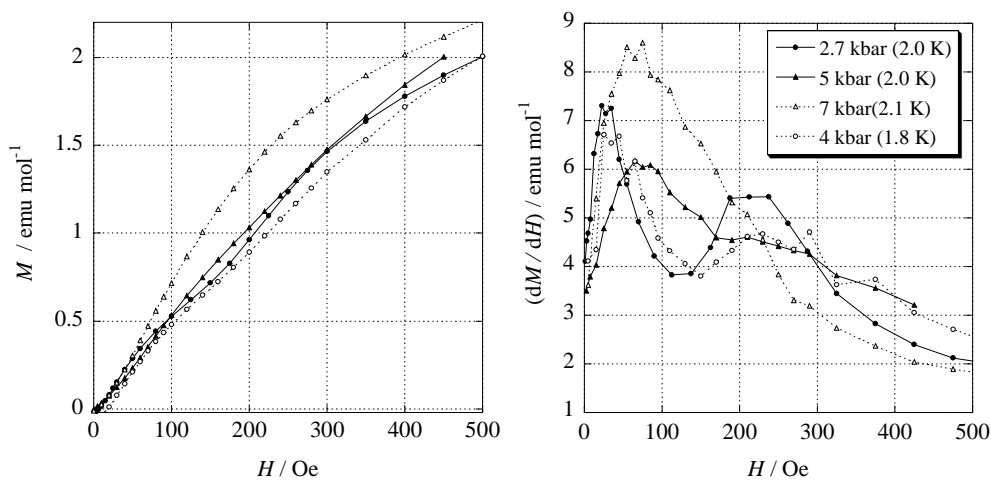 2
1.5
1
0.5
0
0 100 200 300 400 500
M / emu mol⁻¹
H / Oe
9
8
7
6
5
4
3
2
1
0 100 200 300 400 500
(dM / dH) / emu mol⁻¹
H / Oe
2.7 kbar (2.0 K)
5 kbar (2.0 K)
7 kbar(2.1 K)
4 kbar (1.8 K)